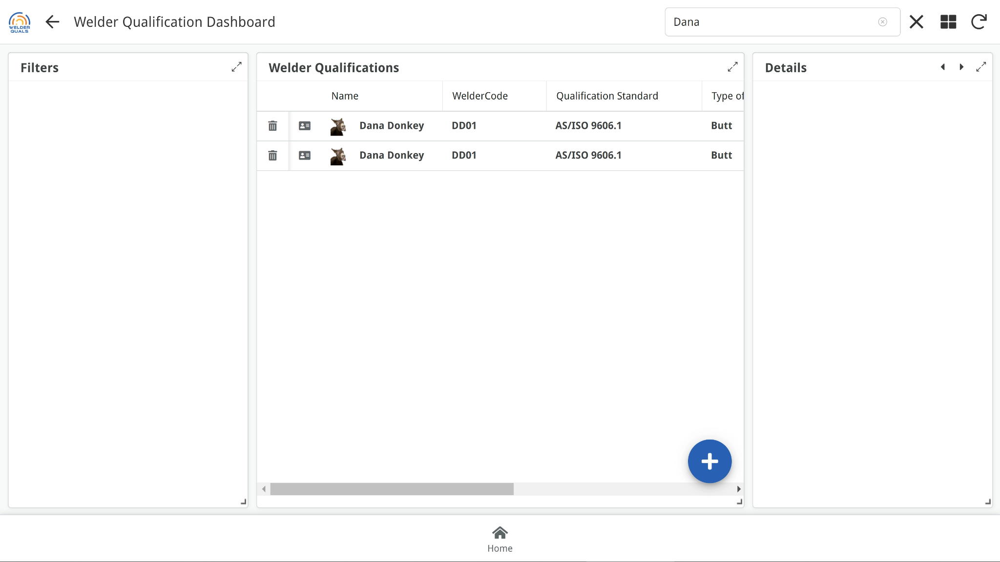 WELDER
QUALS
Welder Qualification Dashboard
Dana
Filters
Welder Qualifications
Name WelderCode Qualification Standard Type of
Dana Donkey DD01 AS/ISO 9606.1 Butt
Dana Donkey DD01 AS/ISO 9606.1 Butt
Details
Home